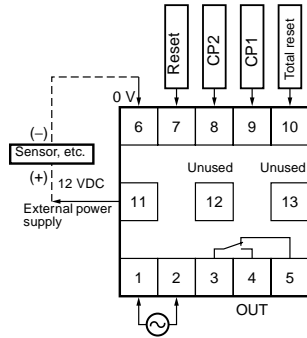 Reset
CP2
CP1
Total reset
0 V
6 7 8 9 10
(−)
Sensor, etc.
(+)
12 VDC
External power
supply
Unused Unused
11 12 13
1 2 3 4 5
OUT